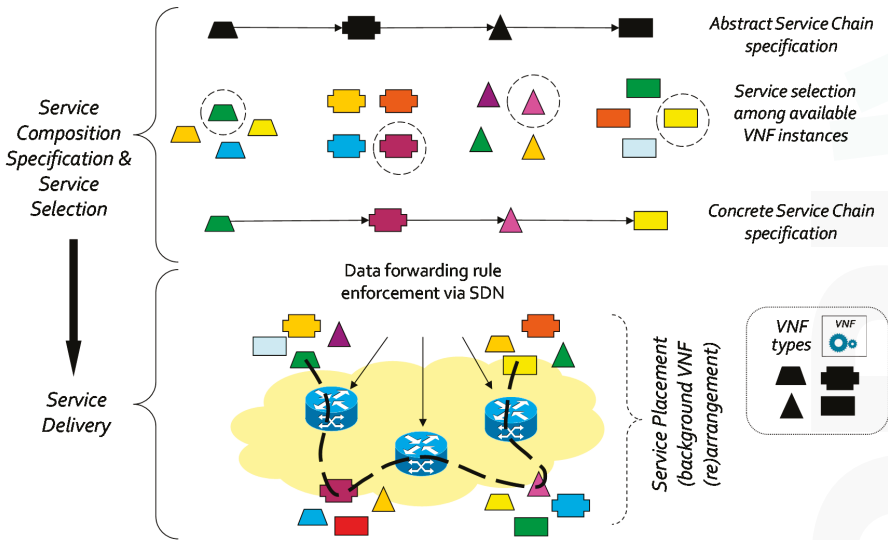 Abstract Service Chain
specification
Service
Composition
Specification &
Service
Selection
Service selection
among available
VNF instances
Concrete Service Chain
specification
Data forwarding rule
enforcement via SDN
Service
Delivery
Service Placement
(background VNF
(re)arrangement)
VNF
types
VNF